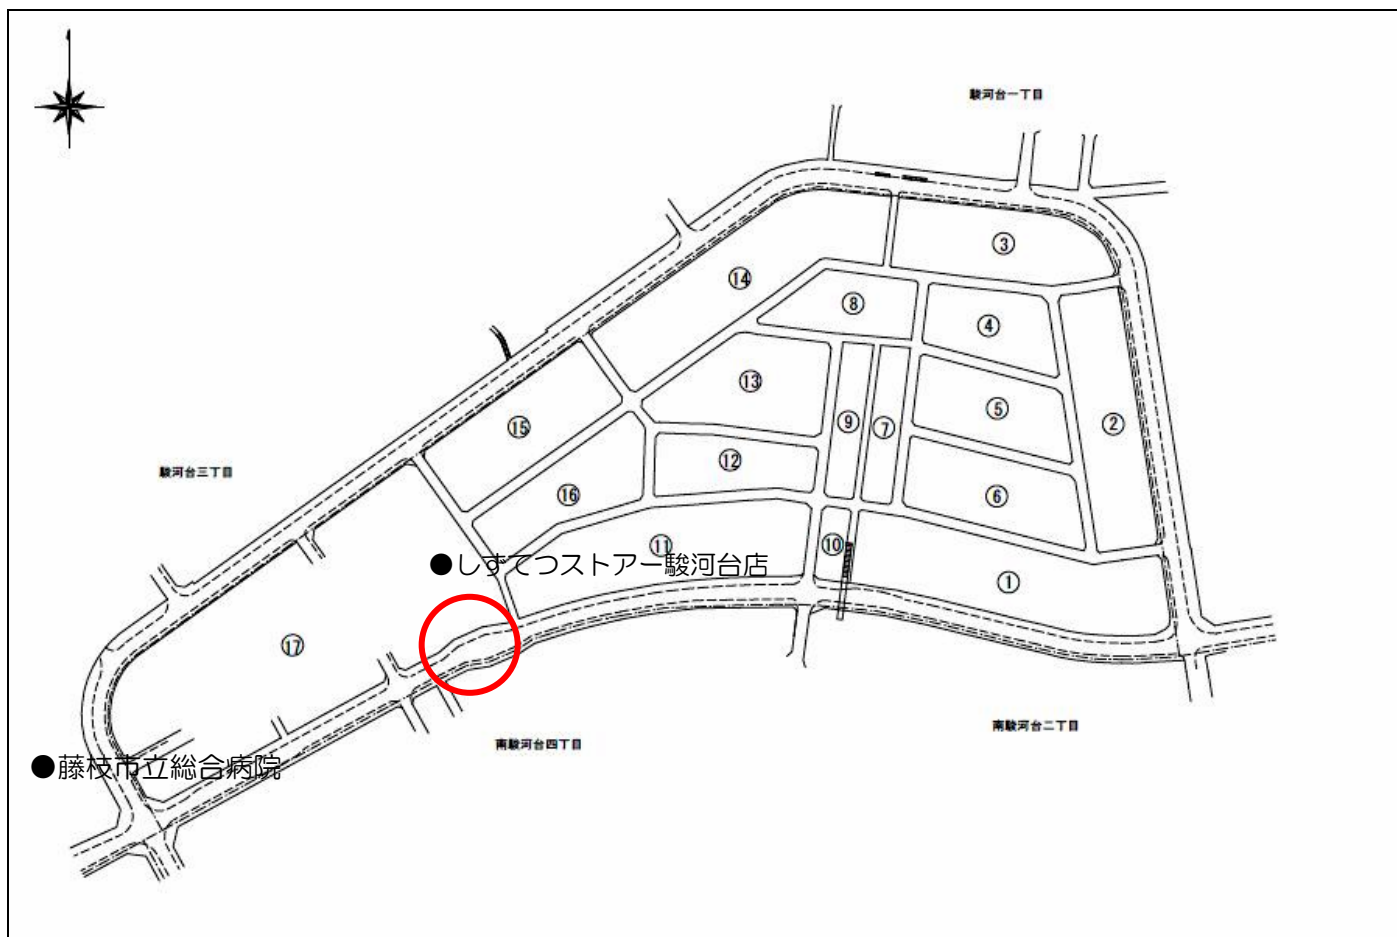 駿河台一丁目
③
⑭
⑧
④
⑬
⑤
②
⑮
⑨
⑦
⑫
駿河台三丁目
⑯
⑥
⑪
⑩
●しずてつストアー駿河台店
①
⑰
南駿河台二丁目
南駿河台四丁目
●藤枝市立総合病院